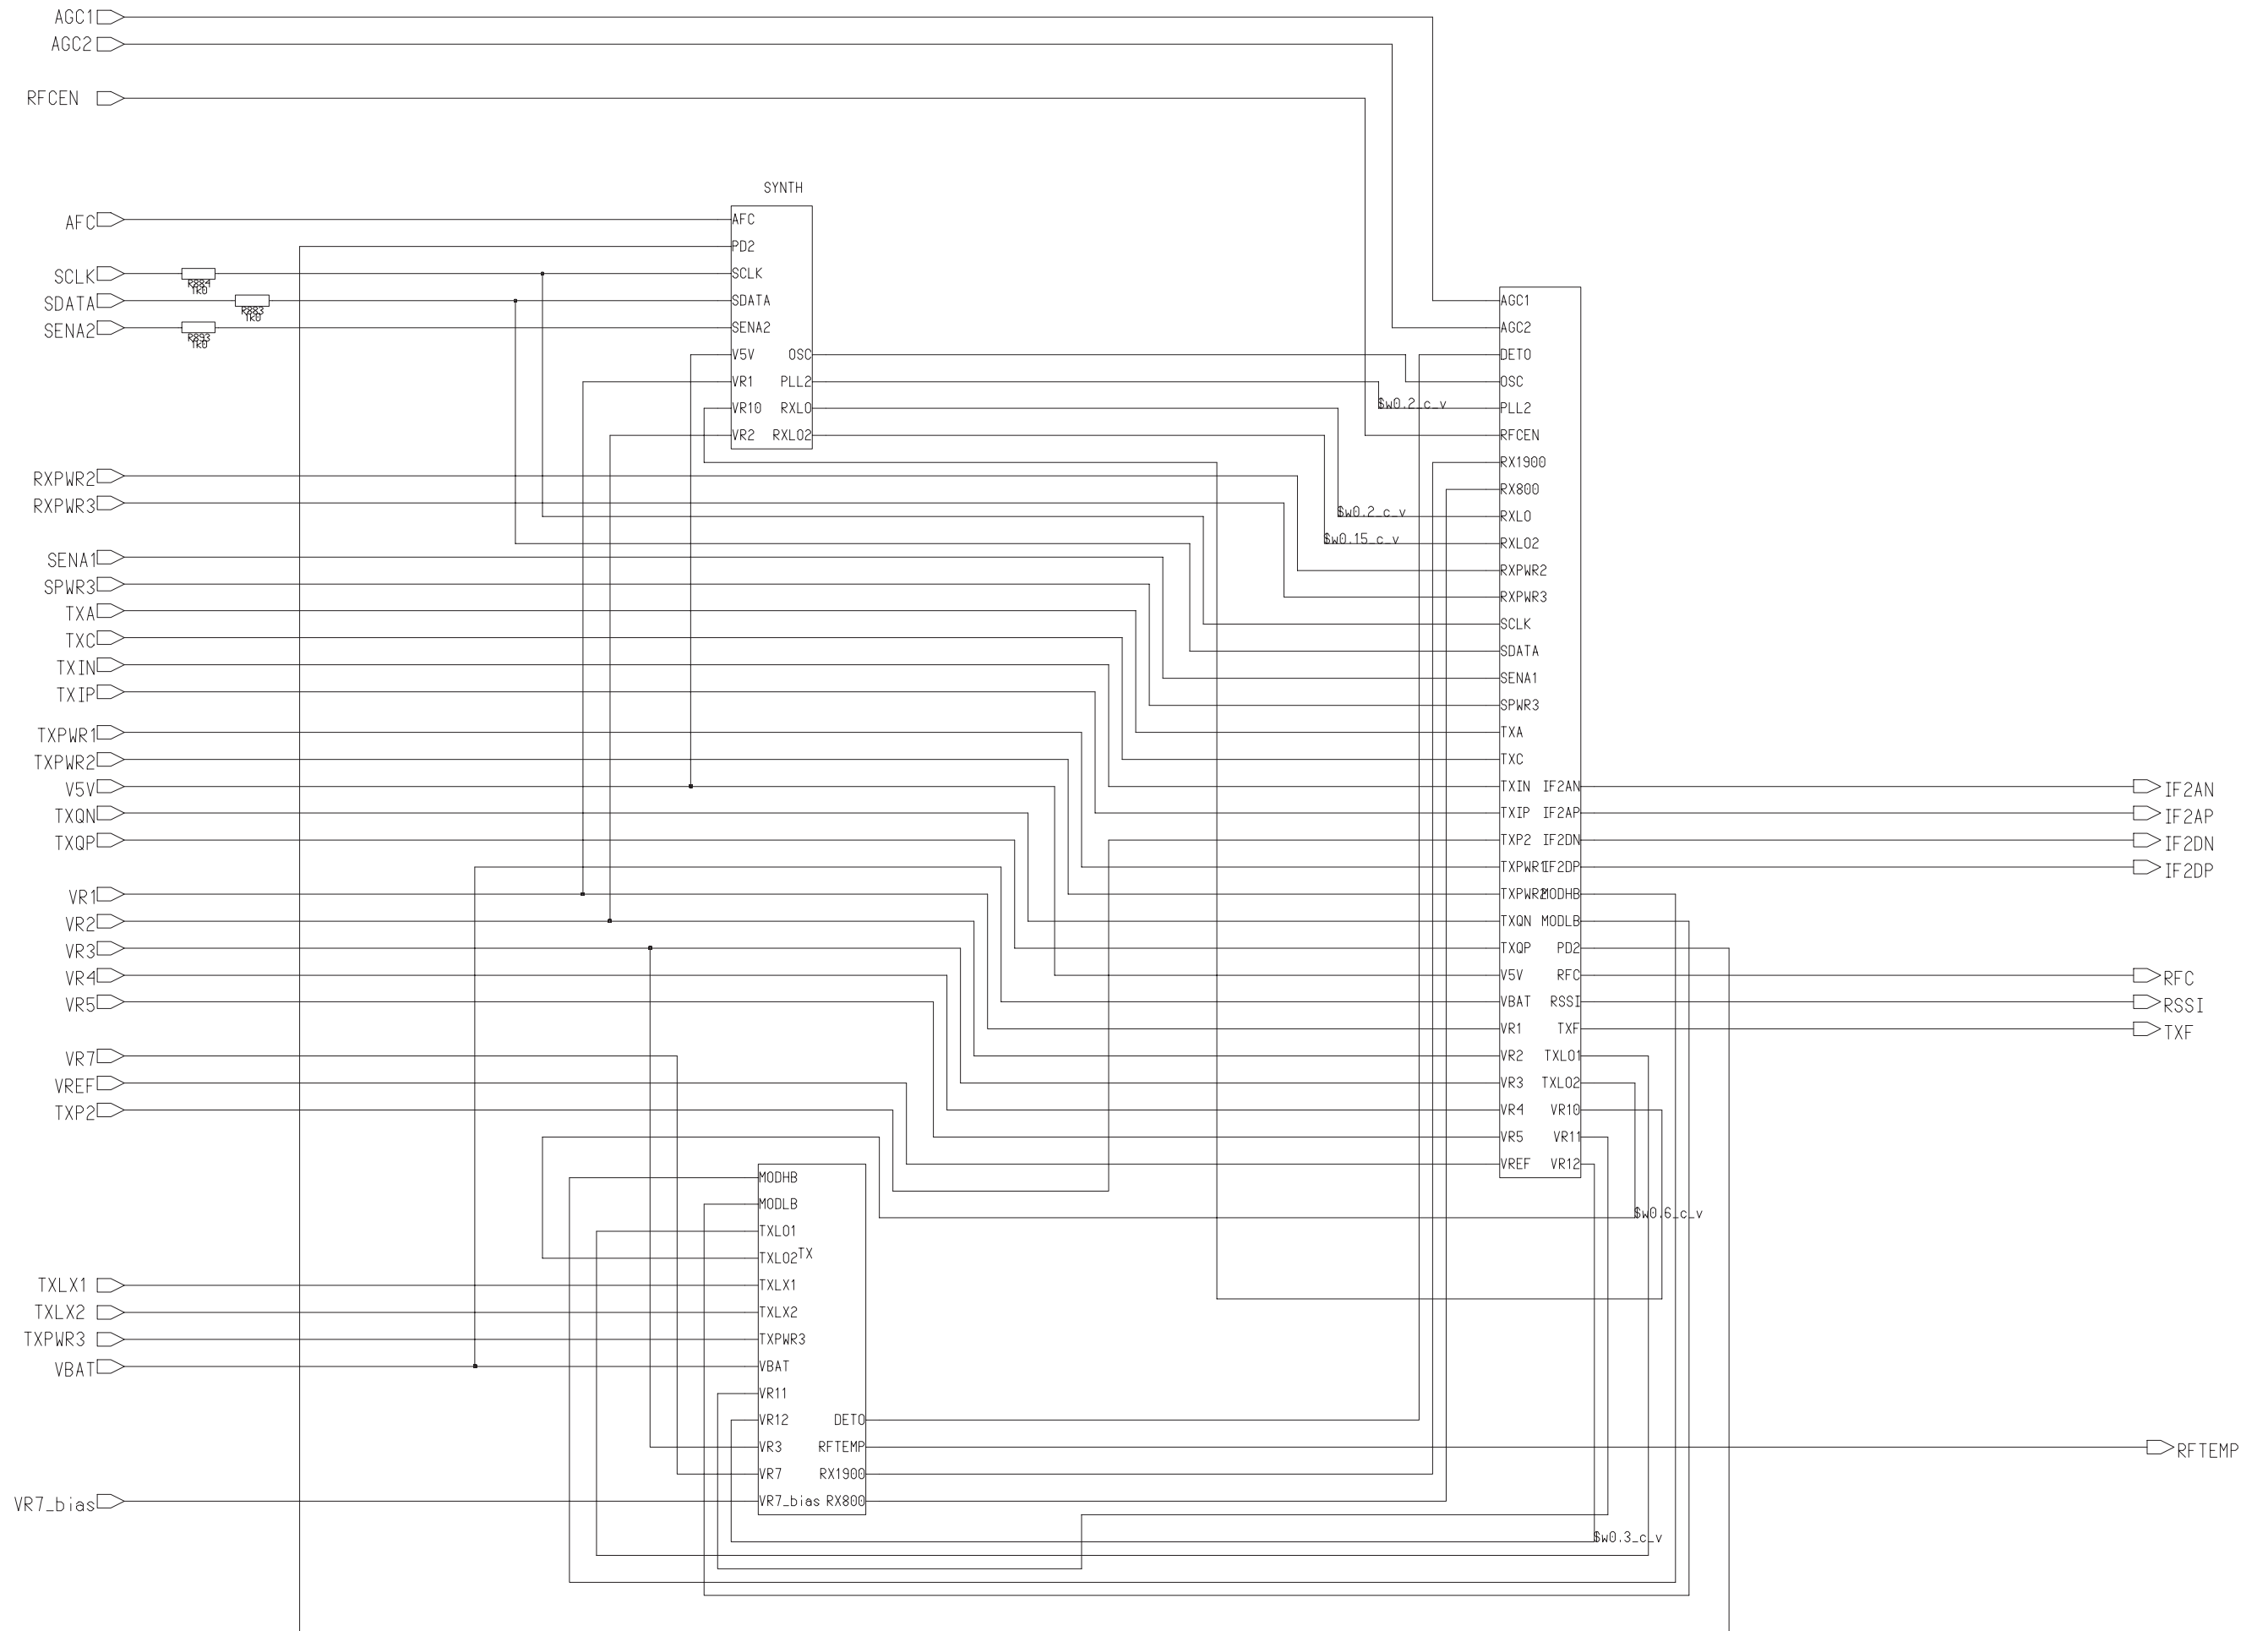 AGC1
AGC2
RFCEN
SYNTH
AFC
SCLK
R884
1k0
SDATA
R883
1k0
SENA2
R893
1k0
AFC
PD2
SCLK
SDATA
SENA2
V5V OSC
VR1 PLL2
VR10 RXLO
VR2 RXLO2
RXPWR2
RXPWR3
SENA1
SPWR3
TXA
TXC
TXIN
TXIP
TXPWR1
TXPWR2
V5V
TXQN
TXQP
VR1
VR2
VR3
VR4
VR5
VR7
VREF
TXP2
TXLX1
TXLX2
TXPWR3
VBAT
VR7_bias
MODHB
MODLB
TXLO1
TXLO2 TX
TXLX1
TXLX2
TXPWR3
VBAT
VR11
VR12 DETO
VR3 RFTEMP
VR7 RX1900
VR7_bias RX800
$w0.2_c_v
$w0.2_c_v
$w0.15_c_v
AGC1
AGC2
DETO
OSC
PLL2
RFCEN
RX1900
RX800
RXLO
RXLO2
RXPWR2
RXPWR3
SCLK
SDATA
SENA1
SPWR3
TXA
TXC
TXIN IF2AN
TXIP IF2AP
TXP2 IF2DN
TXPWR1 IF2DP
TXPWR2 MODHB
TXQN MODLB
TXQP PD2
V5V RFC
VBAT RSSI
VR1 TXF
VR2 TXLO1
VR3 TXLO2
VR4 VR10
VR5 VR11
VREF VR12
$w0.6_c_v
$w0.3_c_v
IF2AN
IF2AP
IF2DN
IF2DP
RFC
RSSI
TXF
RFTEMP